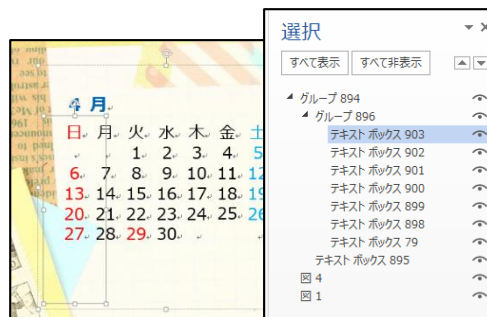 4 月
日 月 火 水 木 金 土
1 2 3 4 5
6 7 8 9 10 11 12
13 14 15 16 17 18 19
20 21 22 23 24 25 26
27 28 29 30
選択
すべて表示 すべて非表示
グループ 894
グループ 896
テキスト ボックス 903
テキスト ボックス 902
テキスト ボックス 901
テキスト ボックス 900
テキスト ボックス 899
テキスト ボックス 898
テキスト ボックス 79
テキスト ボックス 895
図 4
図 1